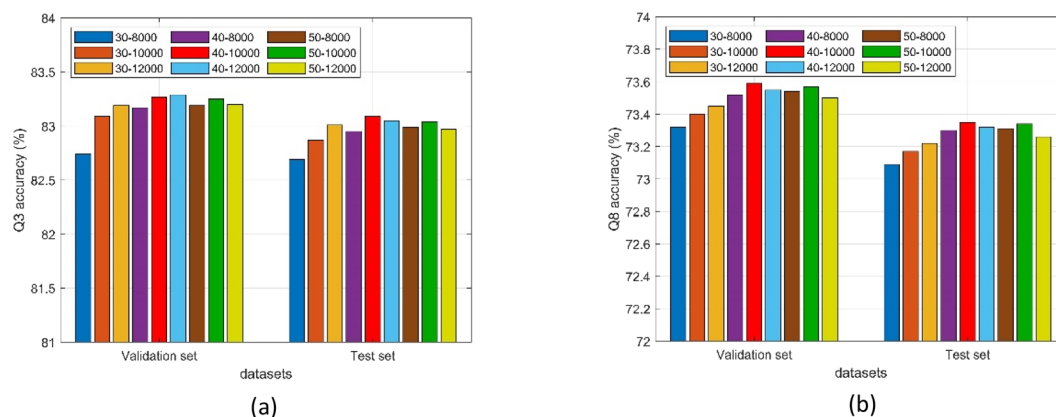 84
83.5
83
82.5
82
81.5
81
Q3 accuracy (%)
30-8000 40-8000 50-8000
30-10000 40-10000 50-10000
30-12000 40-12000 50-12000
Validation set Test set
datasets
(a)
74
73.8
73.6
73.4
73.2
73
72.8
72.6
72.4
72.2
72
Q8 accuracy (%)
30-8000 40-8000 50-8000
30-10000 40-10000 50-10000
30-12000 40-12000 50-12000
Validation set Test set
datasets
(b)